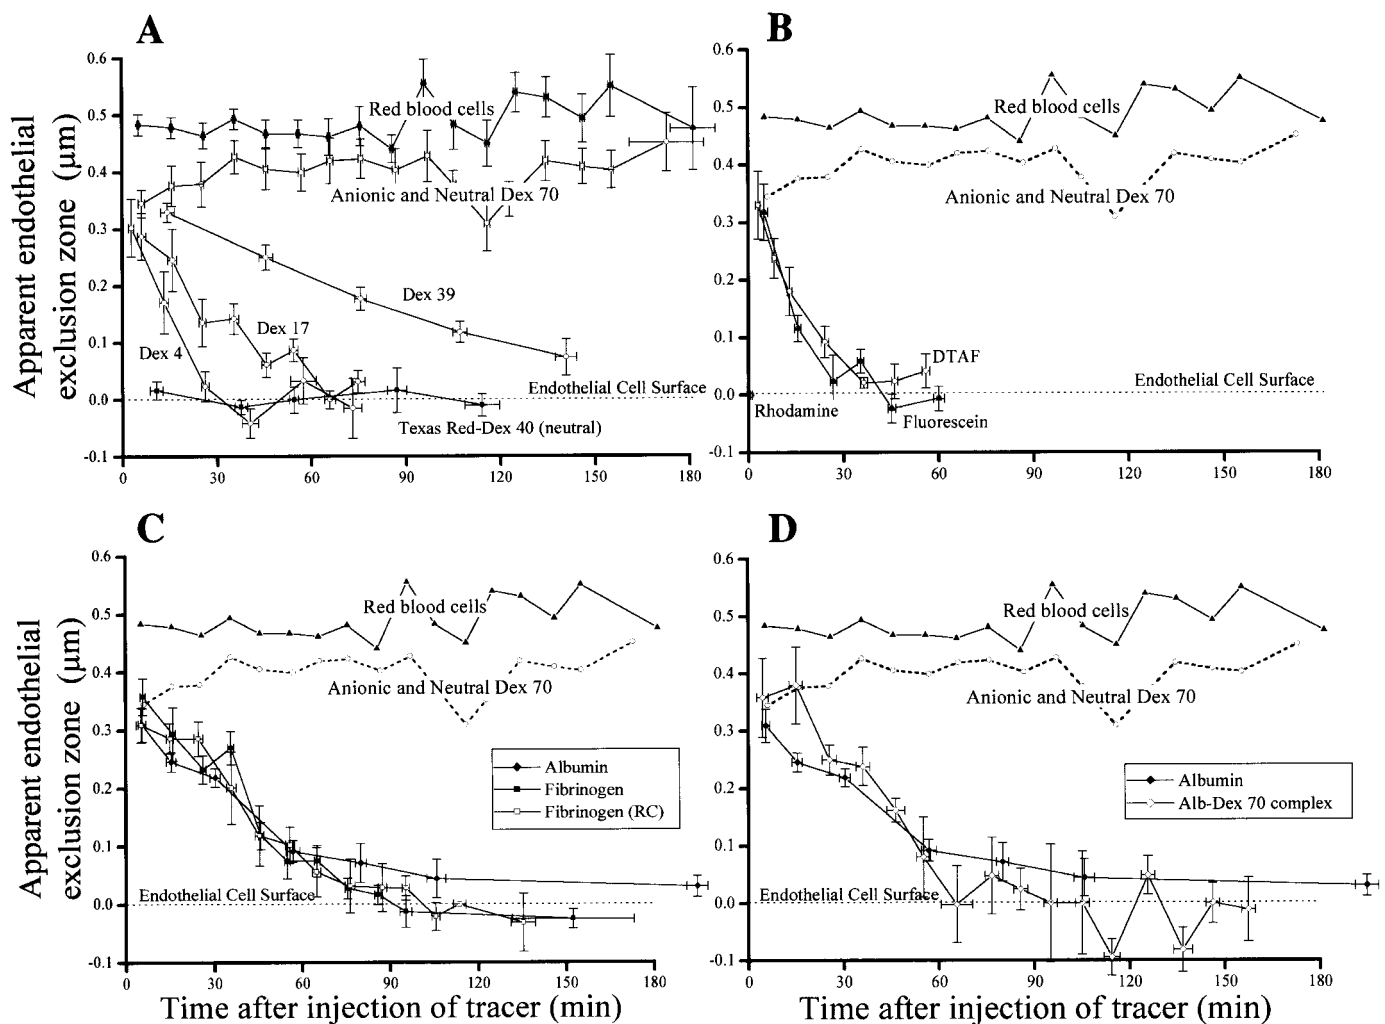 A
Apparent endothelial
exclusion zone (µm)
0.6
0.5
0.4
0.3
0.2
0.1
0.0
-0.1
Red blood cells
Anionic and Neutral Dex 70
Dex 39
Dex 17
Dex 4
Endothelial Cell Surface
Texas Red-Dex 40 (neutral)
0 30 60 90 120 150 180
B
0.6
0.5
0.4
0.3
0.2
0.1
0.0
-0.1
Red blood cells
Anionic and Neutral Dex 70
DTAF
Endothelial Cell Surface
Rhodamine
Fluorescein
0 30 60 90 120 150 180
C
Apparent endothelial
exclusion zone (µm)
0.6
0.5
0.4
0.3
0.2
0.1
0.0
-0.1
Red blood cells
Anionic and Neutral Dex 70
Albumin
Fibrinogen
Fibrinogen (RC)
Endothelial Cell Surface
0 30 60 90 120 150 180
Time after injection of tracer (min)
D
0.6
0.5
0.4
0.3
0.2
0.1
0.0
-0.1
Red blood cells
Anionic and Neutral Dex 70
Albumin
Alb-Dex 70 complex
Endothelial Cell Surface
0 30 60 90 120 150 180
Time after injection of tracer (min)